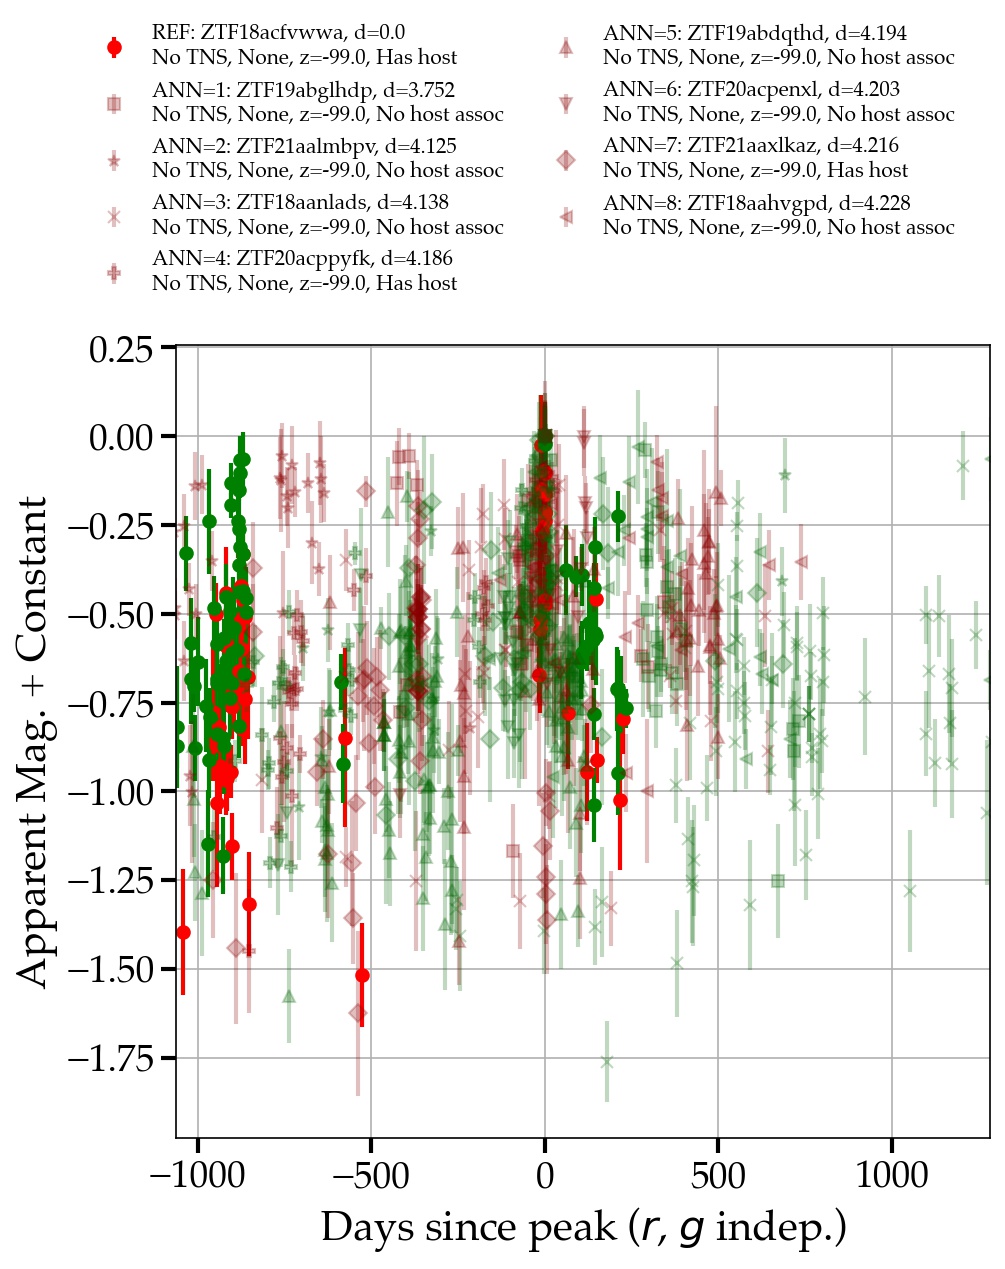 REF: ZTF18acfvwwa, d=0.0
No TNS, None, z=-99.0, Has host
ANN=1: ZTF19abglhdp, d=3.752
No TNS, None, z=-99.0, No host assoc
ANN=2: ZTF21aalmbpv, d=4.125
No TNS, None, z=-99.0, No host assoc
ANN=3: ZTF18aanlads, d=4.138
No TNS, None, z=-99.0, No host assoc
ANN=4: ZTF20acppyfk, d=4.186
No TNS, None, z=-99.0, Has host
ANN=5: ZTF19abdqthd, d=4.194
No TNS, None, z=-99.0, No host assoc
ANN=6: ZTF20acpenxl, d=4.203
No TNS, None, z=-99.0, No host assoc
ANN=7: ZTF21aaxlkaz, d=4.216
No TNS, None, z=-99.0, Has host
ANN=8: ZTF18aahvgpd, d=4.228
No TNS, None, z=-99.0, No host assoc
0.25
0.00
−0.25
−0.50
−0.75
−1.00
−1.25
−1.50
−1.75
Apparent Mag. + Constant
−1000
−500
0
500
1000
Days since peak (r, g indep.)